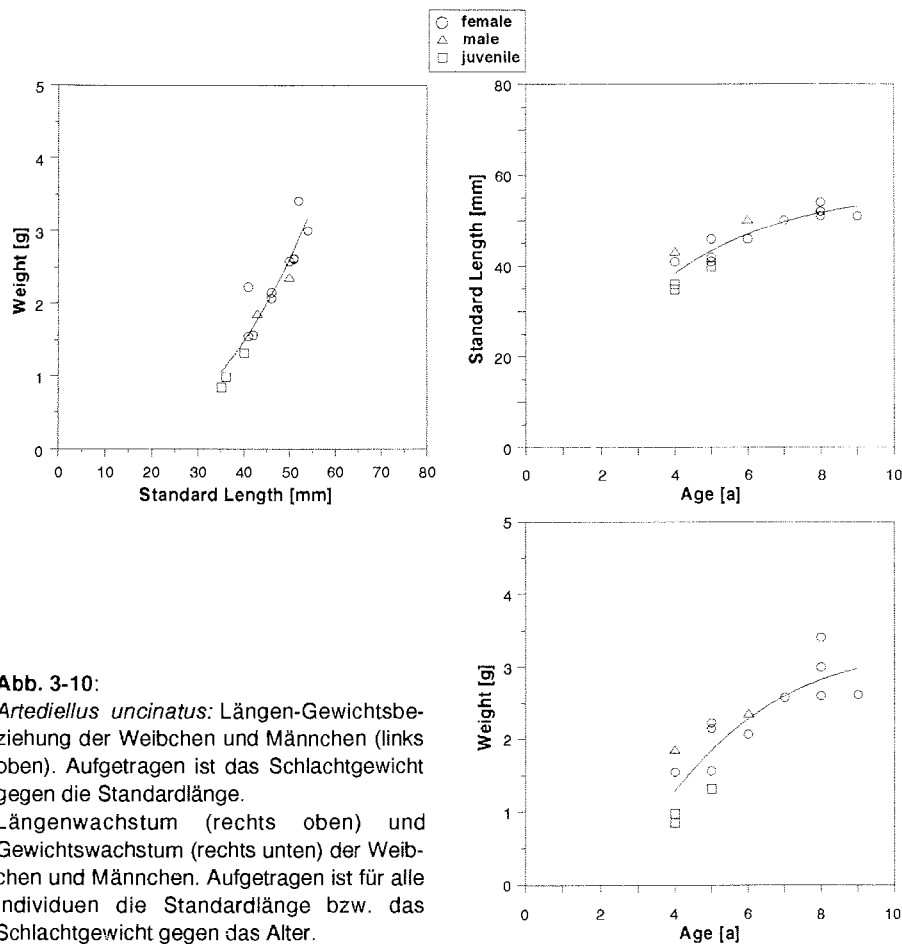 female
male
juvenile
5
4
3
2
1
0
Weight [g]
0 10 20 30 40 50 60 70 80
Standard Length [mm]
80
60
40
20
0
Standard Length [mm]
0 2 4 6 8 10
Age [a]
5
4
3
2
1
0
Weight [g]
0 2 4 6 8 10
Age [a]
Abb. 3-10:
Artediellus uncinatus: Längen-Gewichtsbe-
ziehung der Weibchen und Männchen (links
oben). Aufgetragen ist das Schlachtgewicht
gegen die Standardlänge.
Längenwachstum (rechts oben) und
Gewichtswachstum (rechts unten) der Weib-
chen und Männchen. Aufgetragen ist für alle
Individuen die Standardlänge bzw. das
Schlachtgewicht gegen das Alter.